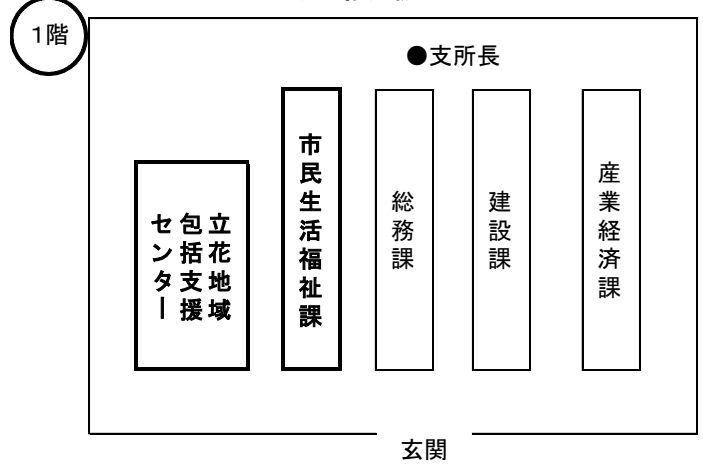 1階
●支所長
立花地域
包括支援
センター
市民生活福祉課
総務課
建設課
産業経済課
玄関